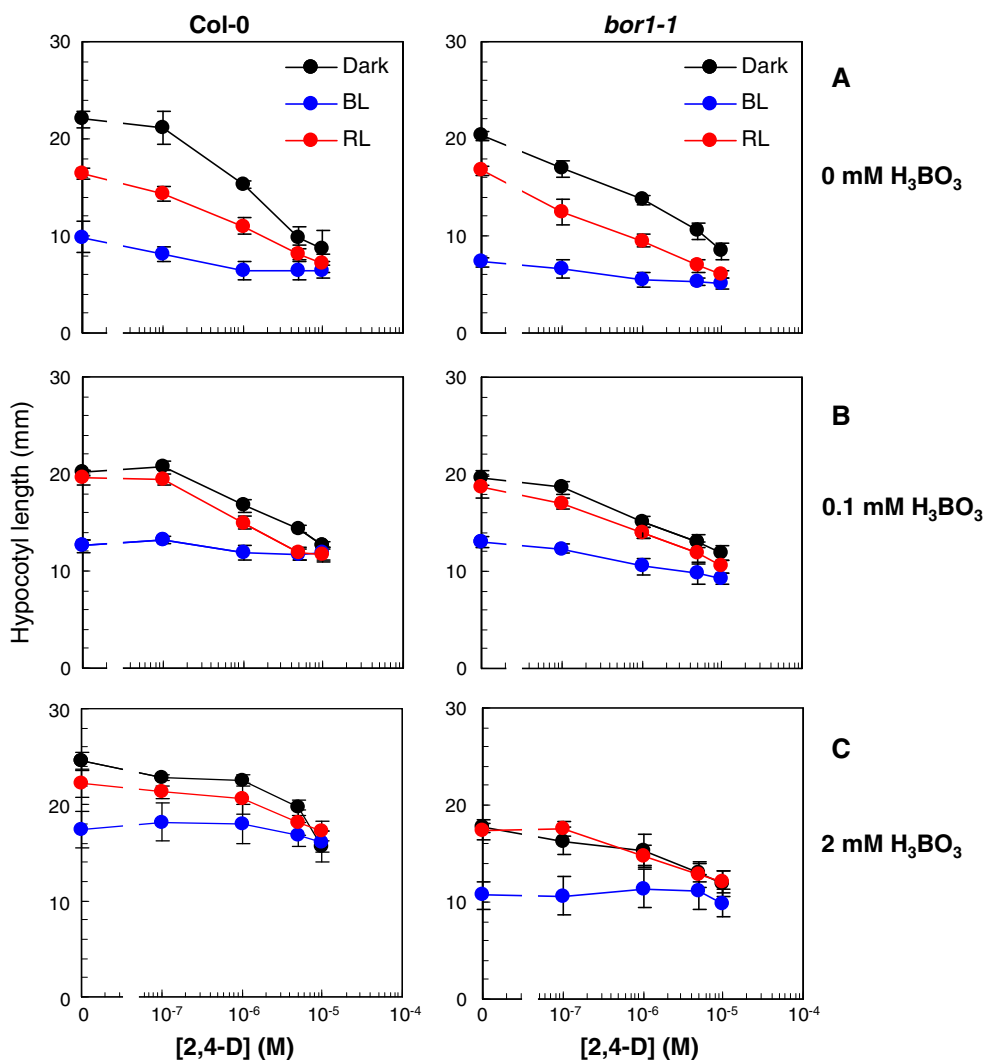 Col-0
bor1-1
30
20
10
0
Dark
BL
RL
30
20
10
0
Dark
BL
RL
A
0 mM H₃BO₃
30
20
10
0
30
20
10
0
B
0.1 mM H₃BO₃
Hypocotyl length (mm)
30
20
10
0
30
20
10
0
C
2 mM H₃BO₃
0 10⁻⁷ 10⁻⁶ 10⁻⁵ 10⁻⁴
0 10⁻⁷ 10⁻⁶ 10⁻⁵ 10⁻⁴
[2,4-D] (M)
[2,4-D] (M)